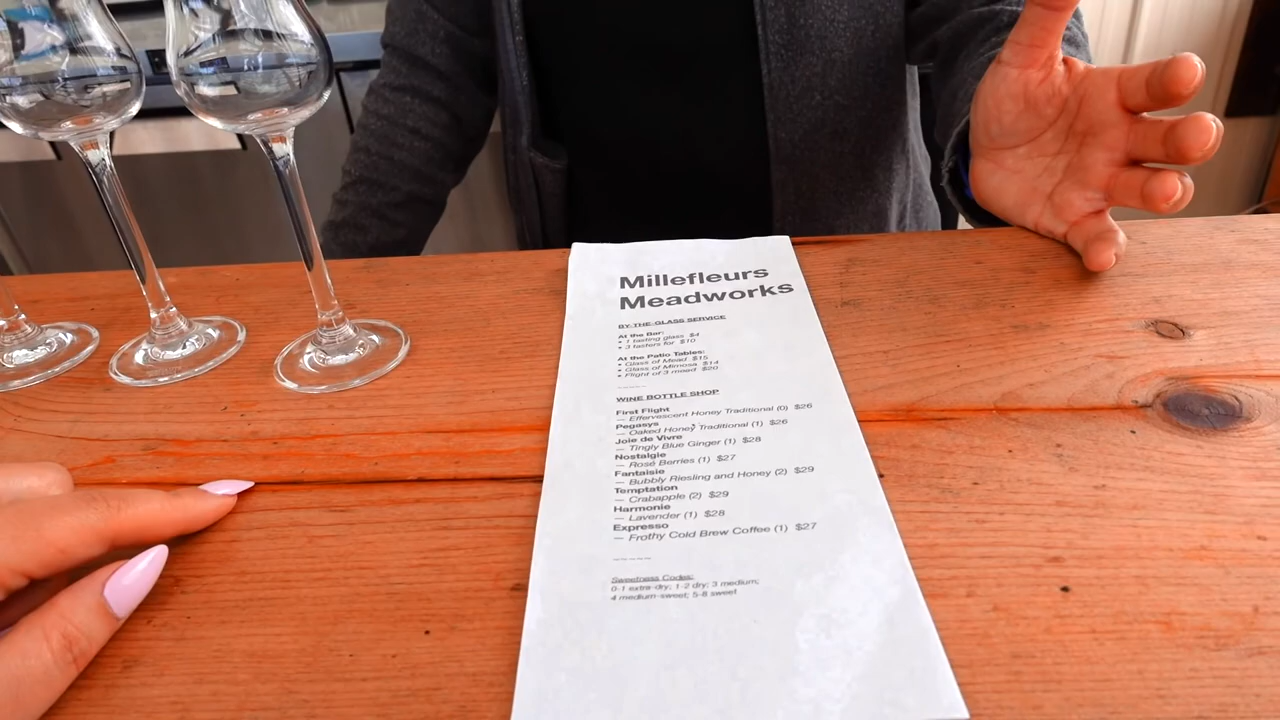 Millefleurs
Meadworks
BY-THE-GLASS SERVICE
At the Bar:
• 1 tasting glass $4
• 3 tasters for $10
At the Patio Tables:
• Glass of Mead $15
• Glass of Mimosa $14
• Flight of 3 mead $20
WINE BOTTLE SHOP
First Flight
— Effervescent Honey Traditional (0) $26
Pegasys
— Oaked Honey Traditional (1) $26
Joie de Vivre
— Tingly Blue Ginger (1) $28
Nostalgie
— Rosé Berries (1) $27
Fantaisie
— Bubbly Riesling and Honey (2) $29
Temptation
— Crabapple (2) $29
Harmonie
— Lavender (1) $28
Expresso
— Frothy Cold Brew Coffee (1) $27
Sweetness Codes:
0-1 extra-dry; 1-2 dry; 3 medium;
4 medium-sweet; 5-8 sweet